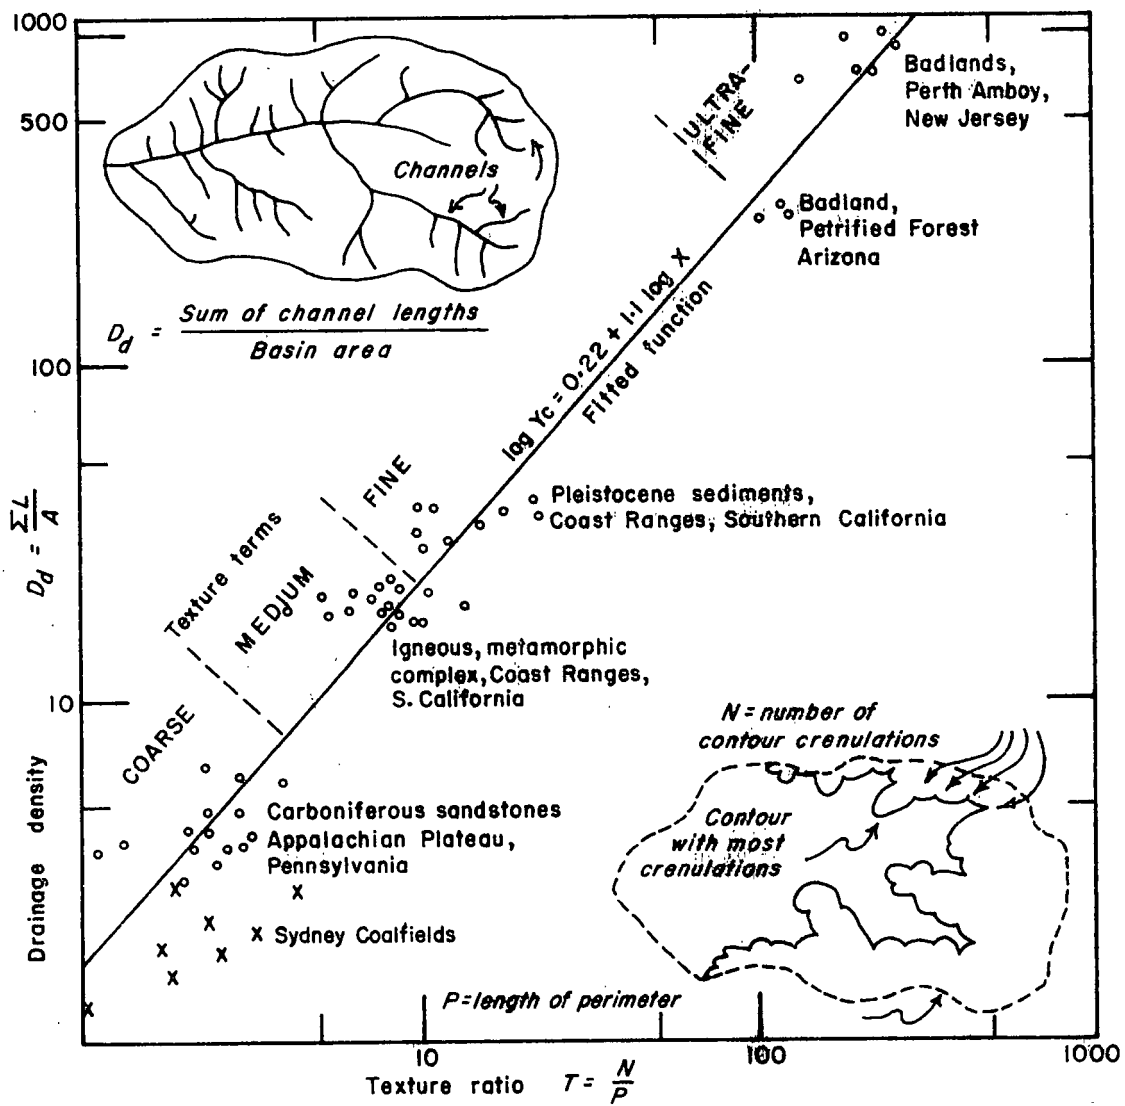 1000
500
100
10
Drainage density D_d = ΣL / A
Channels
D_d = Sum of channel lengths
Basin area
ULTRA-
FINE
Badlands,
Perth Amboy,
New Jersey
Badland,
Petrified Forest
Arizona
log Yc = 0.22 + 1.1 log X
Fitted function
Texture terms
FINE
MEDIUM
COARSE
Pleistocene sediments,
Coast Ranges, Southern California
Igneous, metamorphic
complex, Coast Ranges,
S. California
Carboniferous sandstones
Appalachian Plateau,
Pennsylvania
x Sydney Coalfields
N = number of
contour crenulations
Contour
with most
crenulations
P = length of perimeter
10
100
1000
Texture ratio T = N/P